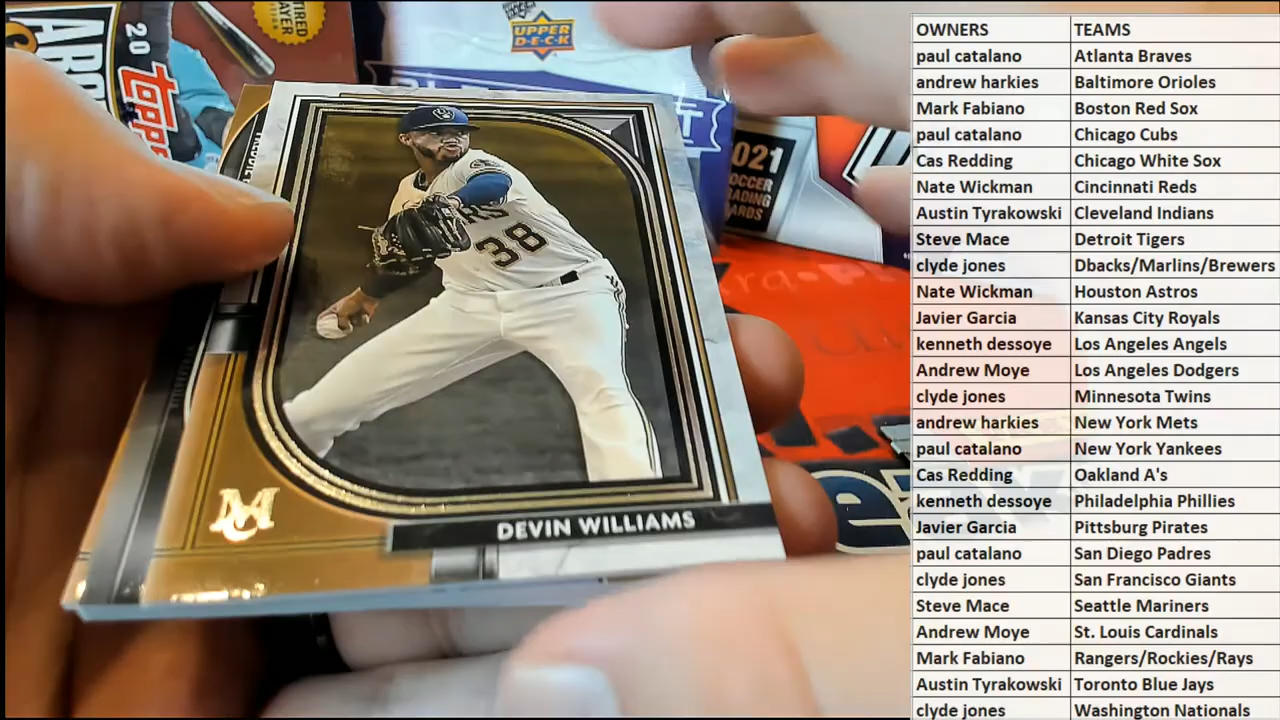 20
TOPPS
UPPER
D·E·C·K
2021
SOCCER
TRADING
CARDS
38
M
DEVIN WILLIAMS
OWNERS TEAMS
paul catalano Atlanta Braves
andrew harkies Baltimore Orioles
Mark Fabiano Boston Red Sox
paul catalano Chicago Cubs
Cas Redding Chicago White Sox
Nate Wickman Cincinnati Reds
Austin Tyrakowski Cleveland Indians
Steve Mace Detroit Tigers
clyde jones Dbacks/Marlins/Brewers
Nate Wickman Houston Astros
Javier Garcia Kansas City Royals
kenneth dessoye Los Angeles Angels
Andrew Moye Los Angeles Dodgers
clyde jones Minnesota Twins
andrew harkies New York Mets
paul catalano New York Yankees
Cas Redding Oakland A's
kenneth dessoye Philadelphia Phillies
Javier Garcia Pittsburg Pirates
paul catalano San Diego Padres
clyde jones San Francisco Giants
Steve Mace Seattle Mariners
Andrew Moye St. Louis Cardinals
Mark Fabiano Rangers/Rockies/Rays
Austin Tyrakowski Toronto Blue Jays
clyde jones Washington Nationals